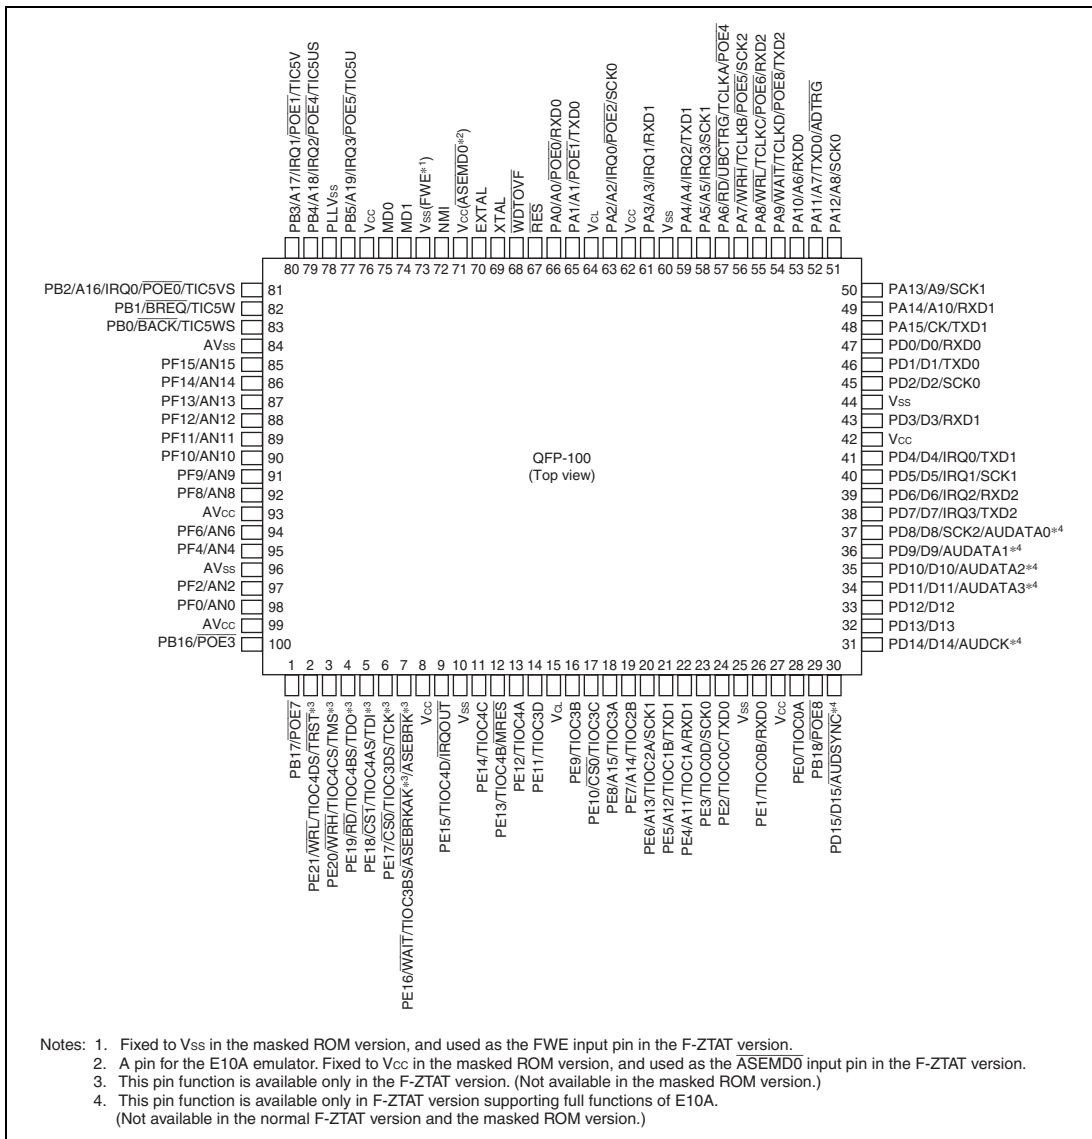 PB3/A17/IRQ1/POE1/TIC5V
PB4/A18/IRQ2/POE4/TIC5US
PLLVss
PB5/A19/IRQ3/POE5/TIC5U
Vcc
MD0
MD1
Vss(FWE*1)
NMI
Vcc(ASEMD0*2)
EXTAL
XTAL
WDTOVF
RES
PA0/A0/POE0/RXD0
PA1/A1/POE1/TXD0
VCL
PA2/A2/IRQ0/POE2/SCK0
Vcc
PA3/A3/IRQ1/RXD1
Vss
PA4/A4/IRQ2/TXD1
PA5/A5/IRQ3/SCK1
PA6/RD/UBCTRG/TCLKA/POE4
PA7/WRH/TCLKB/POE5/SCK2
PA8/WRL/TCLKC/POE6/RXD2
PA9/WAIT/TCLKD/POE8/TXD2
PA10/A6/RXD0
PA11/A7/TXD0/ADTRG
PA12/A8/SCK0
80 79 78 77 76 75 74 73 72 71 70 69 68 67 66 65 64 63 62 61 60 59 58 57 56 55 54 53 52 51
PB2/A16/IRQ0/POE0/TIC5VS 81
PB1/BREQ/TIC5W 82
PB0/BACK/TIC5WS 83
AVss 84
PF15/AN15 85
PF14/AN14 86
PF13/AN13 87
PF12/AN12 88
PF11/AN11 89
PF10/AN10 90
PF9/AN9 91
PF8/AN8 92
AVcc 93
PF6/AN6 94
PF4/AN4 95
AVss 96
PF2/AN2 97
PF0/AN0 98
AVcc 99
PB16/POE3 100
QFP-100
(Top view)
50 PA13/A9/SCK1
49 PA14/A10/RXD1
48 PA15/CK/TXD1
47 PD0/D0/RXD0
46 PD1/D1/TXD0
45 PD2/D2/SCK0
44 Vss
43 PD3/D3/RXD1
42 Vcc
41 PD4/D4/IRQ0/TXD1
40 PD5/D5/IRQ1/SCK1
39 PD6/D6/IRQ2/RXD2
38 PD7/D7/IRQ3/TXD2
37 PD8/D8/SCK2/AUDATA0*4
36 PD9/D9/AUDATA1*4
35 PD10/D10/AUDATA2*4
34 PD11/D11/AUDATA3*4
33 PD12/D12
32 PD13/D13
31 PD14/D14/AUDCK*4
1 2 3 4 5 6 7 8 9 10 11 12 13 14 15 16 17 18 19 20 21 22 23 24 25 26 27 28 29 30
PB17/POE7
PE21/WRL/TIOC4DS/TRST*3
PE20/WRH/TIOC4CS/TMS*3
PE19/RD/TIOC4BS/TDO*3
PE18/CS1/TIOC4AS/TDI*3
PE17/CS0/TIOC3DS/TCK*3
PE16/WAIT/TIOC3BS/ASEBRKAK*3/ASEBRK*3
Vcc
PE15/TIOC4D/IRQOUT
Vss
PE14/TIOC4C
PE13/TIOC4B/MRES
PE12/TIOC4A
PE11/TIOC3D
VCL
PE9/TIOC3B
PE10/CS0/TIOC3C
PE8/A15/TIOC3A
PE7/A14/TIOC2B
PE6/A13/TIOC2A/SCK1
PE5/A12/TIOC1B/TXD1
PE4/A11/TIOC1A/RXD1
PE3/TIOC0D/SCK0
PE2/TIOC0C/TXD0
Vss
PE1/TIOC0B/RXD0
Vcc
PE0/TIOC0A
PB18/POE8
PD15/D15/AUDSYNC*4
Notes: 1. Fixed to Vss in the masked ROM version, and used as the FWE input pin in the F-ZTAT version.
2. A pin for the E10A emulator. Fixed to Vcc in the masked ROM version, and used as the ASEMD0 input pin in the F-ZTAT version.
3. This pin function is available only in the F-ZTAT version. (Not available in the masked ROM version.)
4. This pin function is available only in F-ZTAT version supporting full functions of E10A.
(Not available in the normal F-ZTAT version and the masked ROM version.)